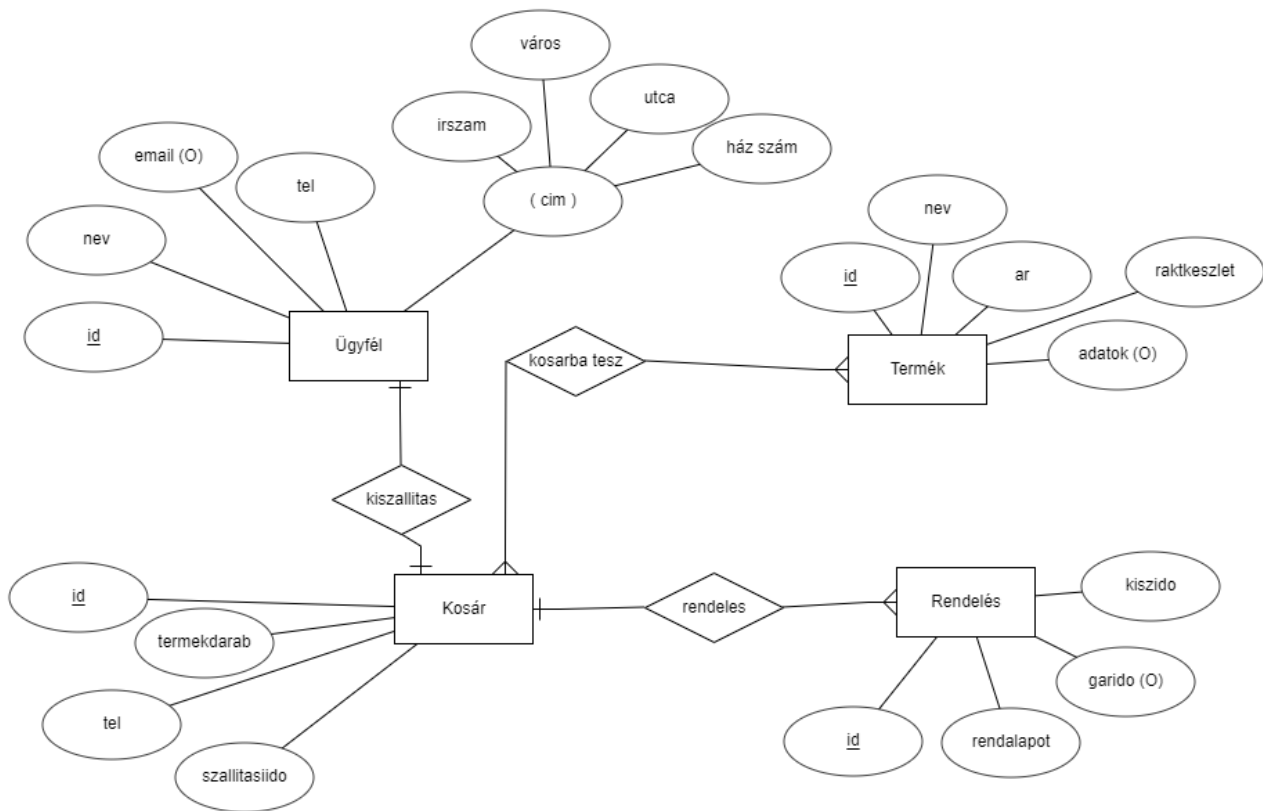 város
utca
irszam
ház szám
email (O)
tel
( cim )
nev
id
Ügyfél
nev
id
ar
raktkeszlet
adatok (O)
Termék
kosarba tesz
kiszallitas
id
termekdarab
tel
szallitasiido
Kosár
rendeles
Rendelés
kiszido
garido (O)
rendalapot
id